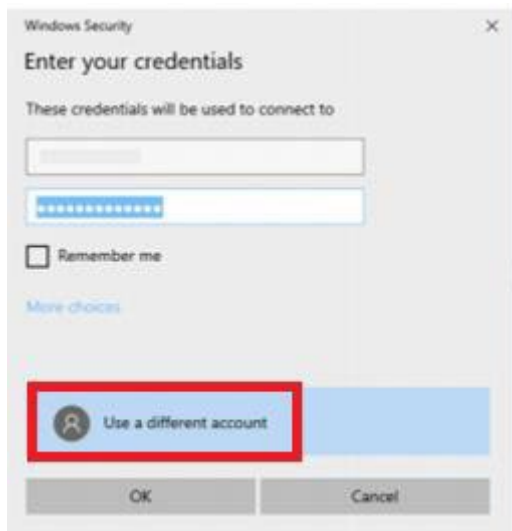 Windows Security
Enter your credentials
These credentials will be used to connect to
Remember me
More choices
Use a different account
OK
Cancel